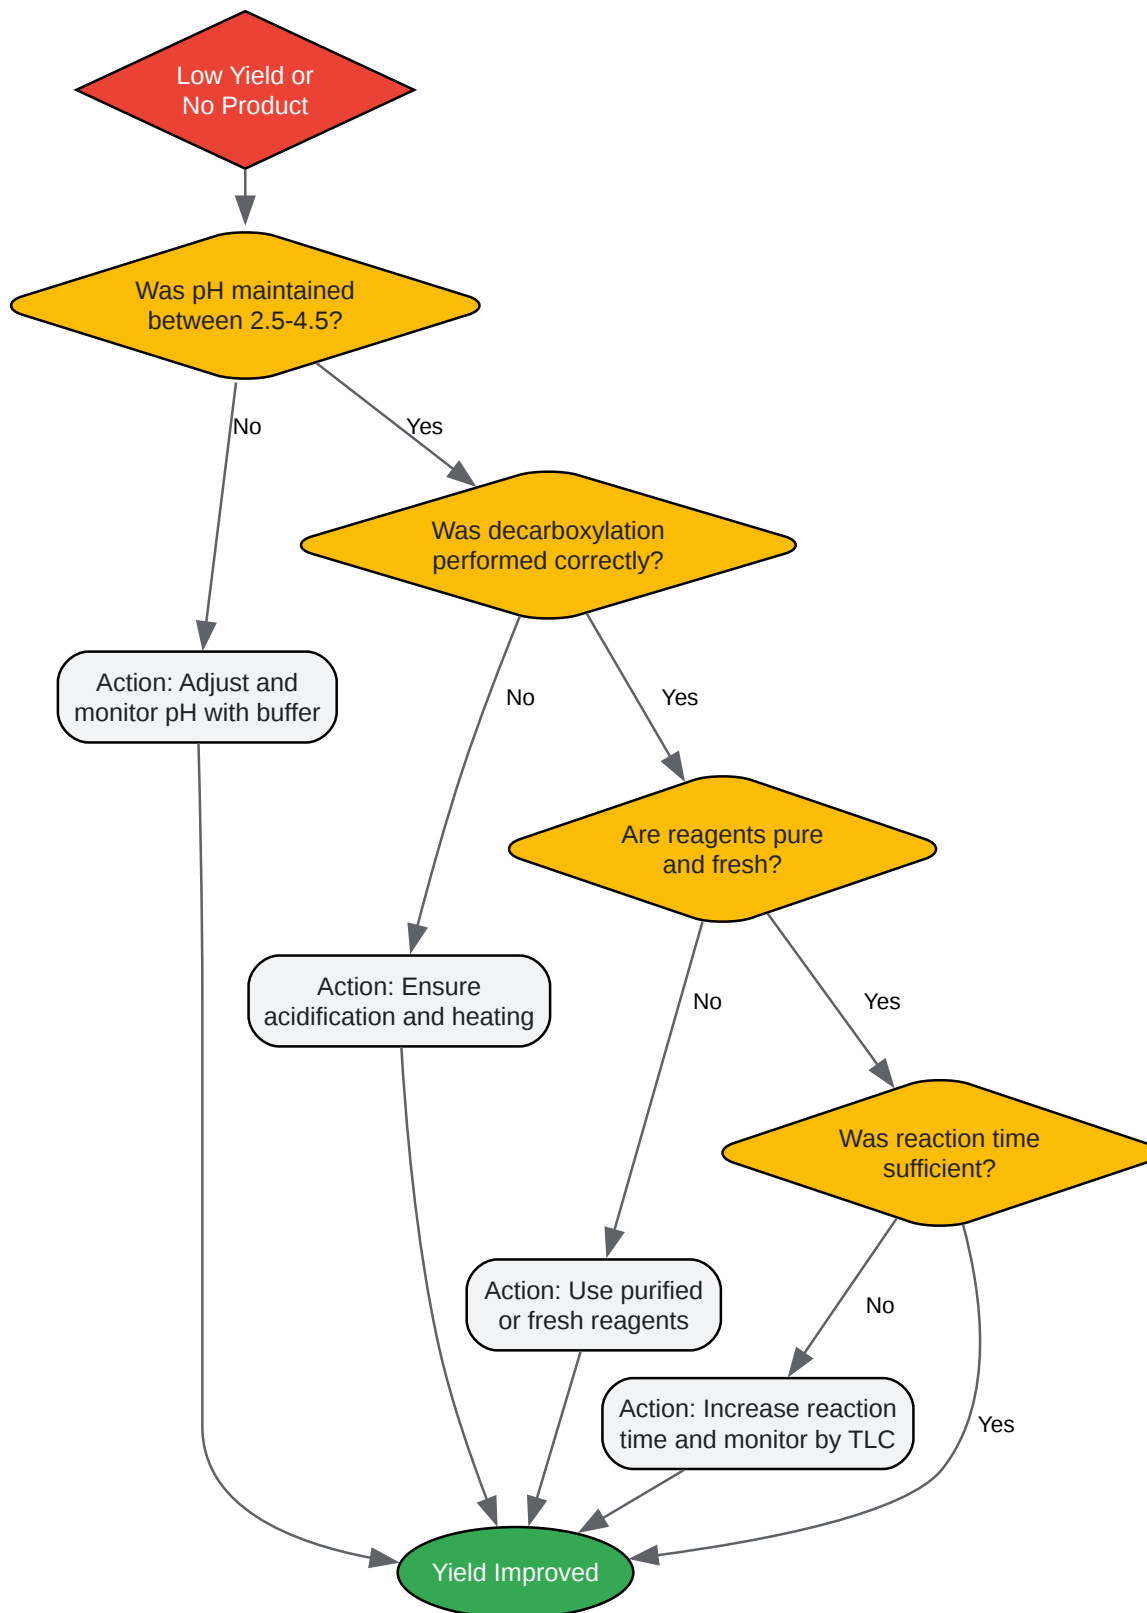 Low Yield or
No Product
Was pH maintained
between 2.5-4.5?
No
Yes
Was decarboxylation
performed correctly?
Action: Adjust and
monitor pH with buffer
No
Yes
Are reagents pure
and fresh?
Action: Ensure
acidification and heating
No
Yes
Was reaction time
sufficient?
Action: Use purified
or fresh reagents
No
Action: Increase reaction
time and monitor by TLC
Yes
Yield Improved